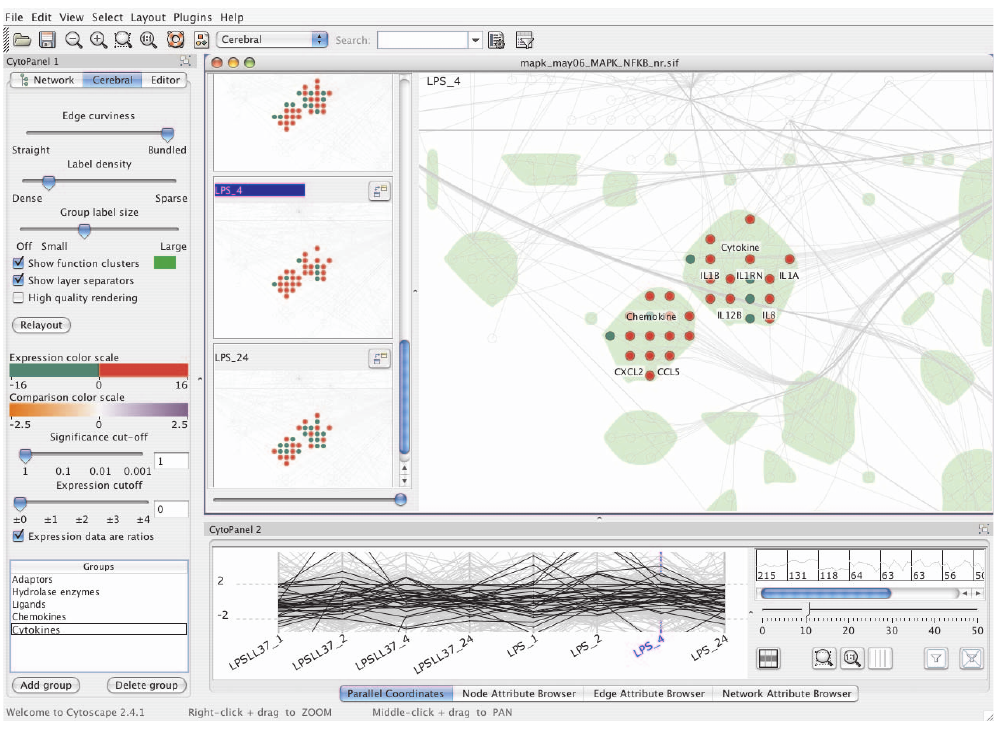 File Edit View Select Layout Plugins Help
Cerebral Search:
CytoPanel 1
Network Cerebral Editor
Edge curviness
Straight Bundled
Label density
Dense Sparse
Group label size
Off Small Large
Show function clusters
Show layer separators
High quality rendering
Relayout
Expression color scale
-16 0 16
Comparison color scale
-2.5 0 2.5
Significance cut-off
1
1 0.1 0.01 0.001
Expression cutoff
0
±0 ±1 ±2 ±3 ±4
Expression data are ratios
Groups
Adaptors
Hydrolase enzymes
Ligands
Chemokines
Cytokines
Add group Delete group
mapk_may06_MAPK_NFKB_nr.sif
LPS_4
LPS_24
LPS_4
Cytokine
IL1B IL1RN IL1A
IL12B IL8
Chemokine
CXCL2 CCL5
CytoPanel 2
2
-2
LPSLL37_1 LPSLL37_2 LPSLL37_4 LPSLL37_24 LPS_1 LPS_2 LPS_4 LPS_24
215 131 118 64 63 63 56
0 10 20 30 40 50
Parallel Coordinates Node Attribute Browser Edge Attribute Browser Network Attribute Browser
Welcome to Cytoscape 2.4.1 Right-click + drag to ZOOM Middle-click + drag to PAN